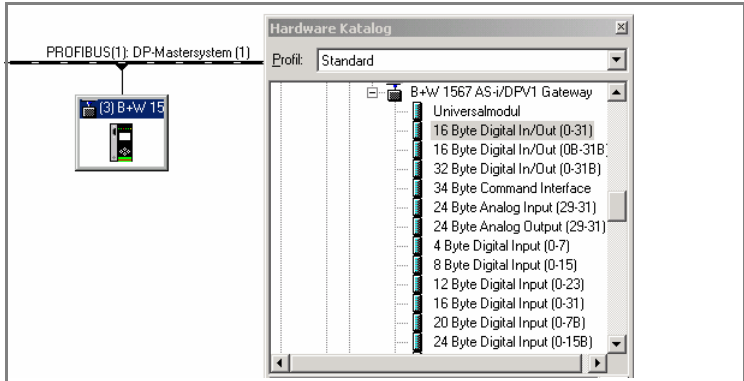 PROFIBUS(1): DP-Mastersystem (1)
(3) B+W 15
Hardware Katalog
Profil:
Standard
B+W 1567 AS-i/DPV1 Gateway
Universalmodul
16 Byte Digital In/Out (0-31)
16 Byte Digital In/Out (0B-31B)
32 Byte Digital In/Out (0-31B)
34 Byte Command Interface
24 Byte Analog Input (29-31)
24 Byte Analog Output (29-31)
4 Byte Digital Input (0-7)
8 Byte Digital Input (0-15)
12 Byte Digital Input (0-23)
16 Byte Digital Input (0-31)
20 Byte Digital Input (0-7B)
24 Byte Digital Input (0-15B)